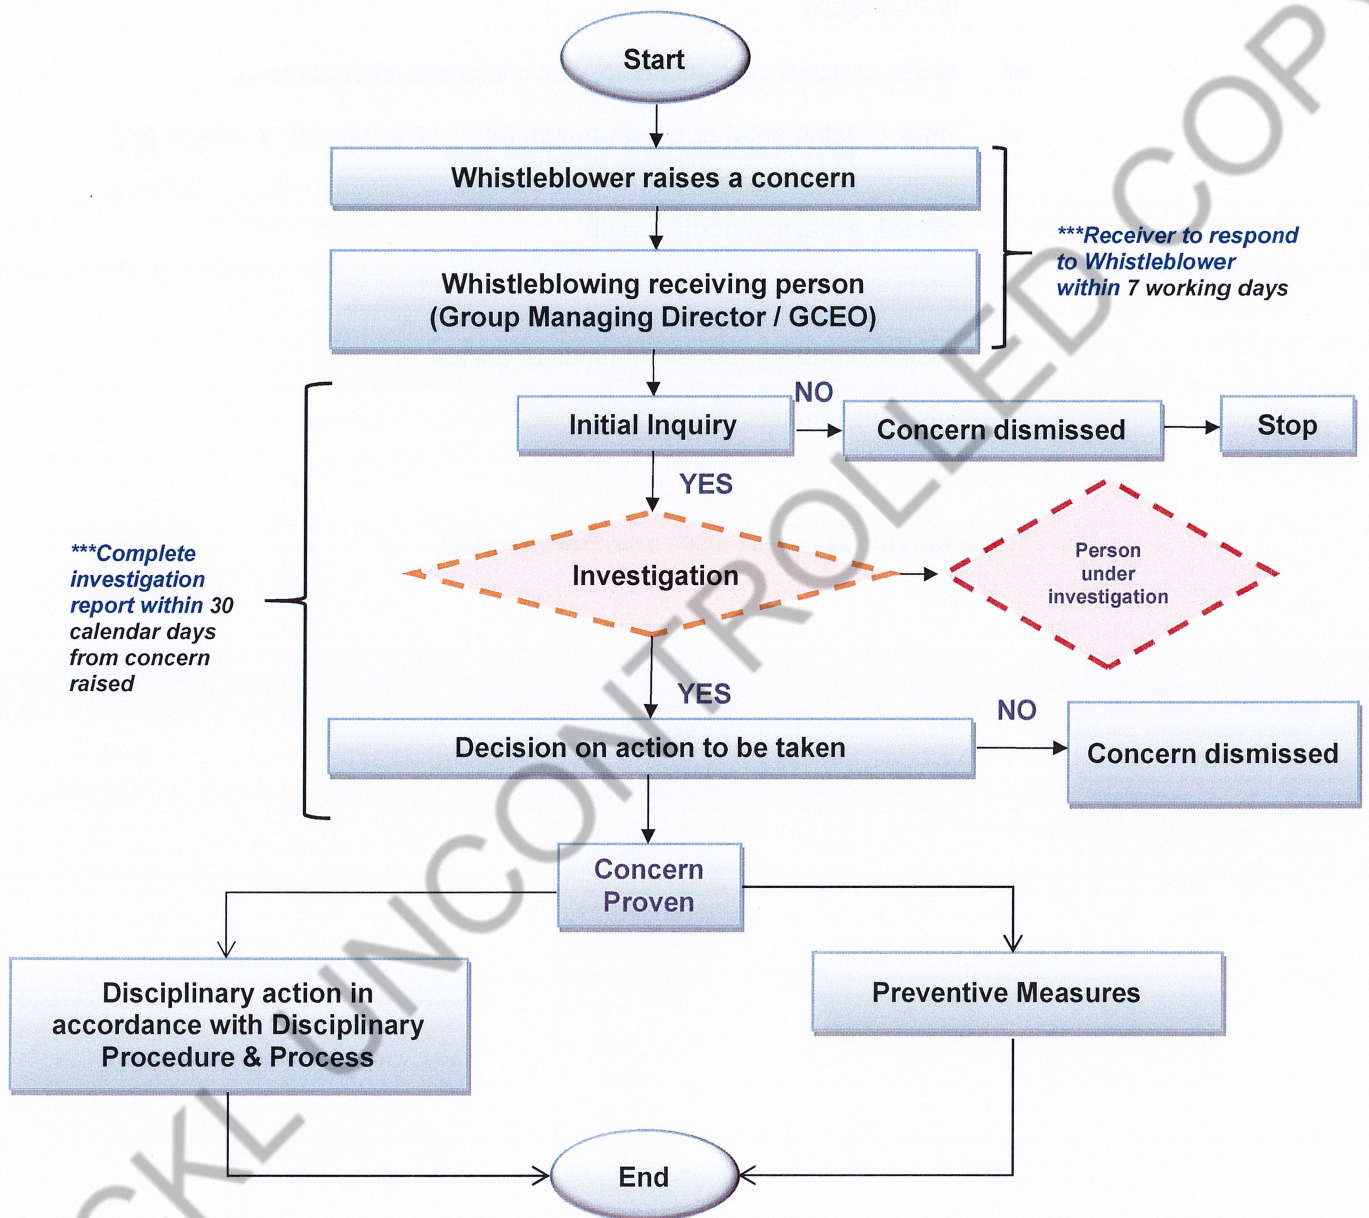 Start
Whistleblower raises a concern
***Receiver to respond
to Whistleblower
within 7 working days
Whistleblowing receiving person
(Group Managing Director / GCEO)
NO
Initial Inquiry
Concern dismissed
Stop
YES
***Complete
investigation
report within 30
calendar days
from concern
raised
Investigation
Person
under
investigation
YES
NO
Decision on action to be taken
Concern dismissed
Concern
Proven
Disciplinary action in
accordance with Disciplinary
Procedure & Process
Preventive Measures
End
CKL UNCONTROLLED COPY